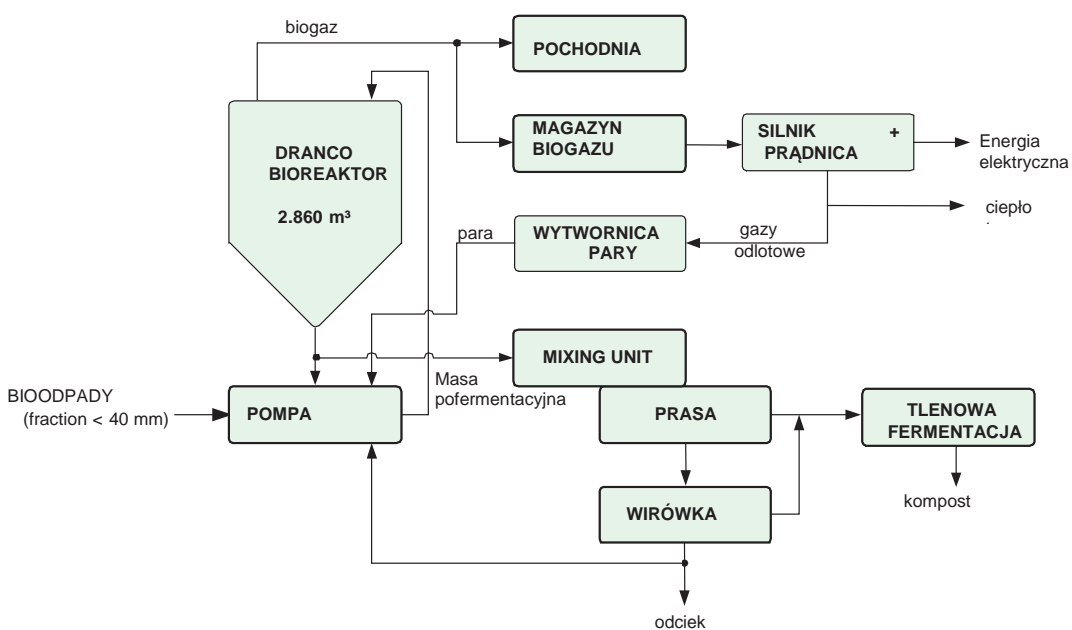 biogaz
POCHODNIA
DRANCO
BIOREAKTOR
2.860 m³
MAGAZYN
BIOGAZU
SILNIK +
PRĄDNICA
Energia
elektryczna
ciepło
para
WYTWORNICA
PARY
gazy
odlotowe
MIXING UNIT
BIOODPADY
(fraction < 40 mm)
POMPA
Masa
pofermentacyjna
PRASA
TLENOWA
FERMENTACJA
WIRÓWKA
kompost
odciek